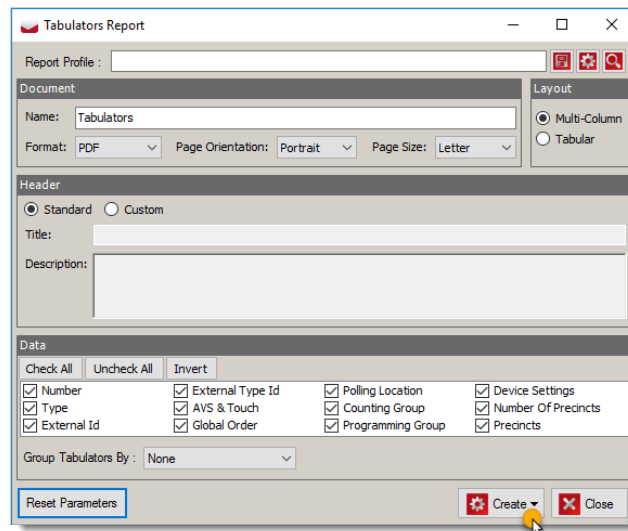 Tabulators Report
Report Profile :
Document
Layout
Name: Tabulators
Multi-Column
Format: PDF Page Orientation: Portrait Page Size: Letter
Tabular
Header
Standard Custom
Title:
Description:
Data
Check All Uncheck All Invert
Number External Type Id Polling Location Device Settings
Type AVS & Touch Counting Group Number Of Precincts
External Id Global Order Programming Group Precincts
Group Tabulators By : None
Reset Parameters Create Close